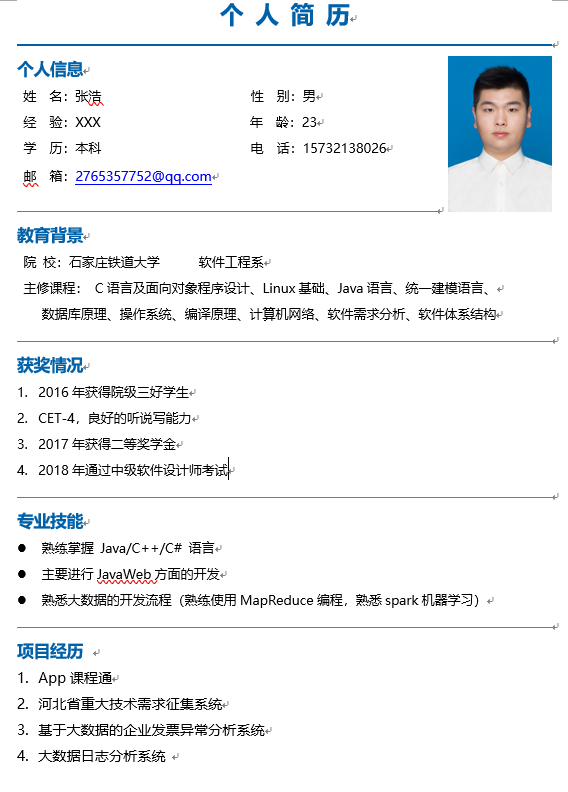 个 人 简 历
个人信息
姓 名：张浩 性 别：男
经 验：XXX 年 龄：23
学 历：本科 电 话：15732138026
邮 箱：2765357752@qq.com
教育背景
院 校：石家庄铁道大学 软件工程系
主修课程： C 语言及面向对象程序设计、Linux 基础、Java 语言、统一建模语言、
数据库原理、操作系统、编译原理、计算机网络、软件需求分析、软件体系结构
获奖情况
1. 2016 年获得院级三好学生
2. CET-4，良好的听说写能力
3. 2017 年获得二等奖学金
4. 2018 年通过中级软件设计师考试
专业技能
● 熟练掌握 Java/C++/C# 语言
● 主要进行 JavaWeb 方面的开发
● 熟悉大数据的开发流程（熟练使用 MapReduce 编程，熟悉 spark 机器学习）
项目经历
1. App 课程通
2. 河北省重大技术需求征集系统
3. 基于大数据的企业发票异常分析系统
4. 大数据日志分析系统